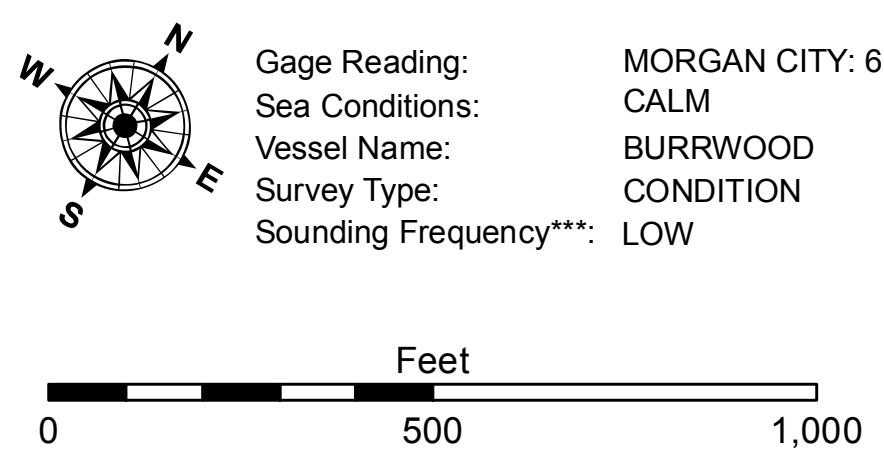 N
W
E
S
Gage Reading: MORGAN CITY: 6
Sea Conditions: CALM
Vessel Name: BURRWOOD
Survey Type: CONDITION
Sounding Frequency***: LOW
Feet
0 500 1,000